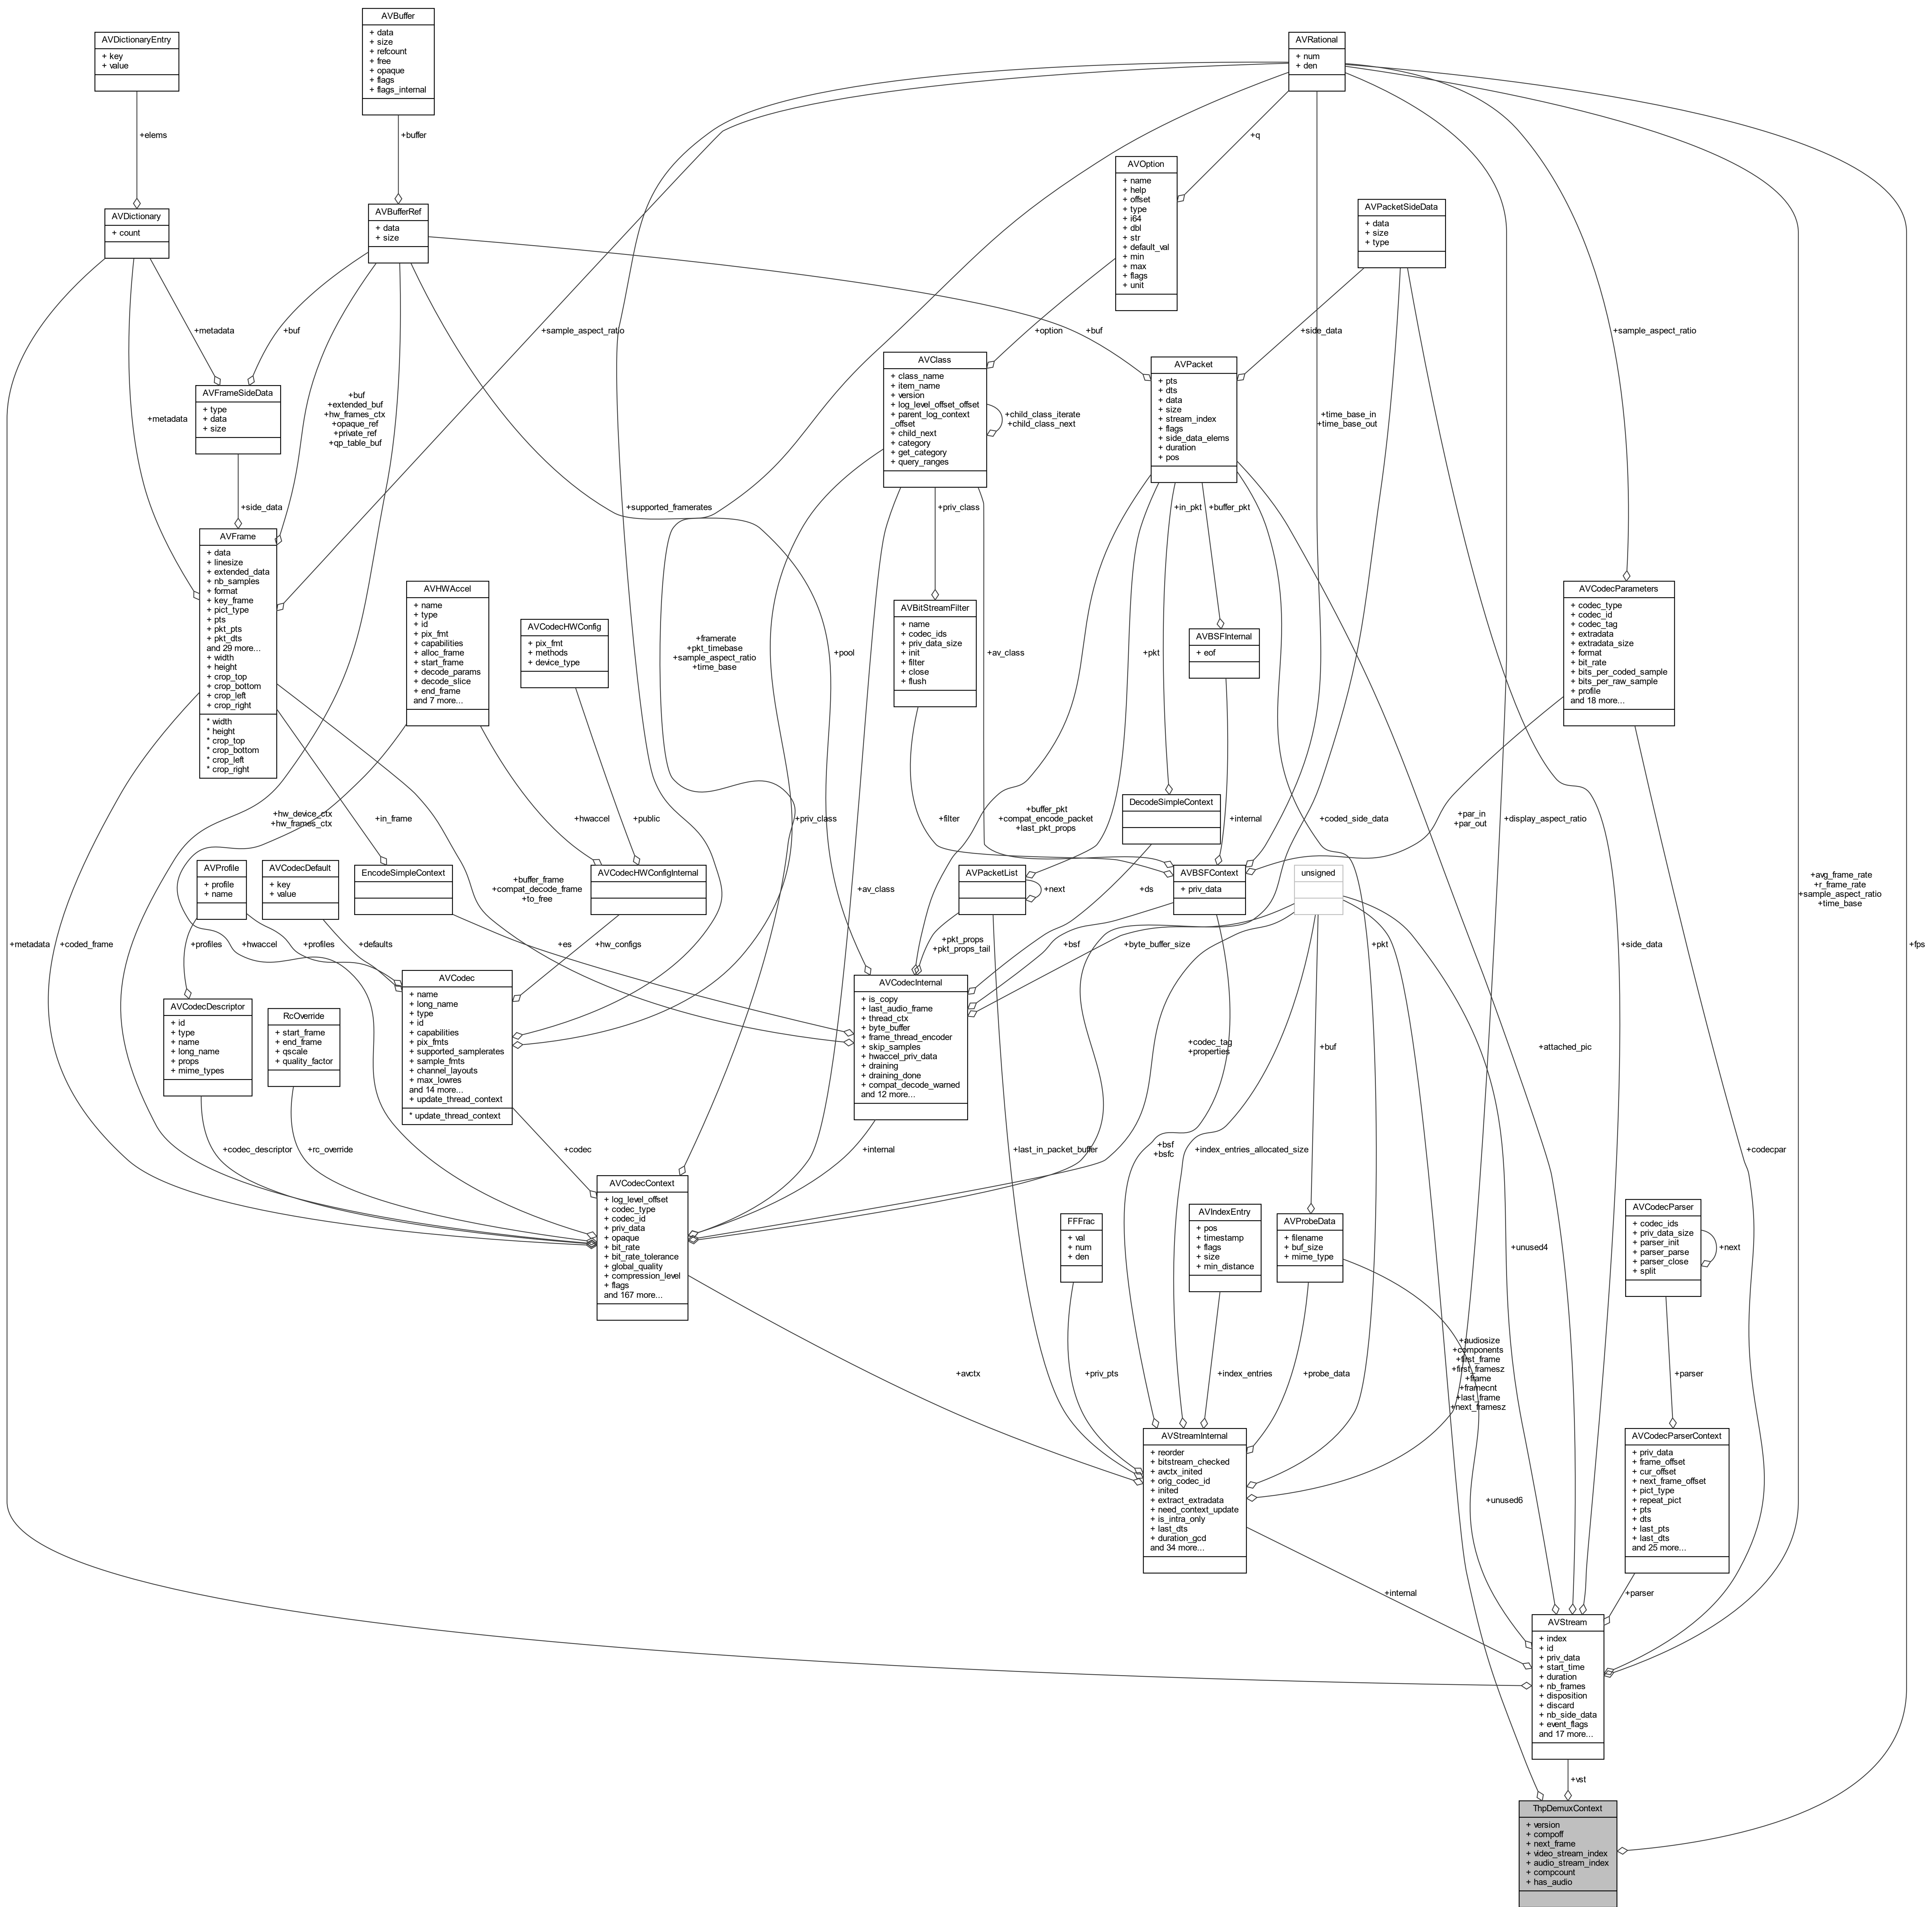 AVBuffer
+ data
+ size
+ refcount
+ free
+ opaque
+ flags
+ flags_internal
AVDictionaryEntry
+ key
+ value
AVRational
+ num
+ den
+elems
+buffer
+q
AVOption
+ name
+ help
+ offset
+ type
+ i64
+ dbl
+ str
+ default_val
+ min
+ max
+ flags
+ unit
AVDictionary
+ count
AVBufferRef
+ data
+ size
AVPacketSideData
+ data
+ size
+ type
+metadata
+buf
+sample_aspect_ratio
+option
+buf
+side_data
+sample_aspect_ratio
AVFrameSideData
+ type
+ data
+ size
+metadata
+buf
+extended_buf
+hw_frames_ctx
+opaque_ref
+private_ref
+qp_table_buf
AVClass
+ class_name
+ item_name
+ version
+ log_level_offset_offset
+ parent_log_context
_offset
+ child_next
+ category
+ get_category
+ query_ranges
+child_class_iterate
+child_class_next
AVPacket
+ pts
+ dts
+ data
+ size
+ stream_index
+ flags
+ side_data_elems
+ duration
+ pos
+time_base_in
+time_base_out
+side_data
+supported_framerates
+priv_class
+in_pkt
+buffer_pkt
AVFrame
+ data
+ linesize
+ extended_data
+ nb_samples
+ format
+ key_frame
+ pict_type
+ pts
+ pkt_pts
+ pkt_dts
and 29 more...
+ width
+ height
+ crop_top
+ crop_bottom
+ crop_left
+ crop_right
* width
* height
* crop_top
* crop_bottom
* crop_left
* crop_right
AVHWAccel
+ name
+ type
+ id
+ pix_fmt
+ capabilities
+ alloc_frame
+ start_frame
+ decode_params
+ decode_slice
+ end_frame
and 7 more...
AVCodecHWConfig
+ pix_fmt
+ methods
+ device_type
+framerate
+pkt_timebase
+sample_aspect_ratio
+time_base
+pool
AVBitStreamFilter
+ name
+ codec_ids
+ priv_data_size
+ init
+ filter
+ close
+ flush
+av_class
+pkt
AVBSFInternal
+ eof
AVCodecParameters
+ codec_type
+ codec_id
+ codec_tag
+ extradata
+ extradata_size
+ format
+ bit_rate
+ bits_per_coded_sample
+ bits_per_raw_sample
+ profile
and 18 more...
+hw_device_ctx
+hw_frames_ctx
+in_frame
+hwaccel
+public
+priv_class
+filter
+buffer_pkt
+compat_encode_packet
+last_pkt_props
DecodeSimpleContext
+internal
+coded_side_data
+par_in
+par_out
+display_aspect_ratio
AVProfile
+ profile
+ name
AVCodecDefault
+ key
+ value
EncodeSimpleContext
+buffer_frame
+compat_decode_frame
+to_free
AVCodecHWConfigInternal
+av_class
AVPacketList
+next
+ds
AVBSFContext
+ priv_data
unsigned
+avg_frame_rate
+r_frame_rate
+sample_aspect_ratio
+time_base
+metadata
+coded_frame
+profiles
+hwaccel
+profiles
+defaults
+es
+hw_configs
+pkt_props
+pkt_props_tail
+bsf
+byte_buffer_size
+pkt
+side_data
+fps
AVCodecDescriptor
+ id
+ type
+ name
+ long_name
+ props
+ mime_types
RcOverride
+ start_frame
+ end_frame
+ qscale
+ quality_factor
AVCodec
+ name
+ long_name
+ type
+ id
+ capabilities
+ pix_fmts
+ supported_samplerates
+ sample_fmts
+ channel_layouts
+ max_lowres
and 14 more...
+ update_thread_context
* update_thread_context
AVCodecInternal
+ is_copy
+ last_audio_frame
+ thread_ctx
+ byte_buffer
+ frame_thread_encoder
+ skip_samples
+ hwaccel_priv_data
+ draining
+ draining_done
+ compat_decode_warned
and 12 more...
+codec_tag
+properties
+buf
+attached_pic
+codec_descriptor
+rc_override
+codec
+internal
+last_in_packet_buffer
+bsf
+bsfc
+index_entries_allocated_size
+codecpar
AVCodecContext
+ log_level_offset
+ codec_type
+ codec_id
+ priv_data
+ opaque
+ bit_rate
+ bit_rate_tolerance
+ global_quality
+ compression_level
+ flags
and 167 more...
FFFrac
+ val
+ num
+ den
AVIndexEntry
+ pos
+ timestamp
+ flags
+ size
+ min_distance
AVProbeData
+ filename
+ buf_size
+ mime_type
+unused4
AVCodecParser
+ codec_ids
+ priv_data_size
+ parser_init
+ parser_parse
+ parser_close
+ split
+next
+avctx
+priv_pts
+index_entries
+probe_data
+audiosize
+components
+first_frame
+first_framesz
+frame
+framecnt
+last_frame
+next_framesz
+parser
AVStreamInternal
+ reorder
+ bitstream_checked
+ avctx_inited
+ orig_codec_id
+ inited
+ extract_extradata
+ need_context_update
+ is_intra_only
+ last_dts
+ duration_gcd
and 34 more...
+unused6
AVCodecParserContext
+ priv_data
+ frame_offset
+ cur_offset
+ next_frame_offset
+ pict_type
+ repeat_pict
+ pts
+ dts
+ last_pts
+ last_dts
and 25 more...
+internal
+parser
AVStream
+ index
+ id
+ priv_data
+ start_time
+ duration
+ nb_frames
+ disposition
+ discard
+ nb_side_data
+ event_flags
and 17 more...
+vst
ThpDemuxContext
+ version
+ compoff
+ next_frame
+ video_stream_index
+ audio_stream_index
+ compcount
+ has_audio